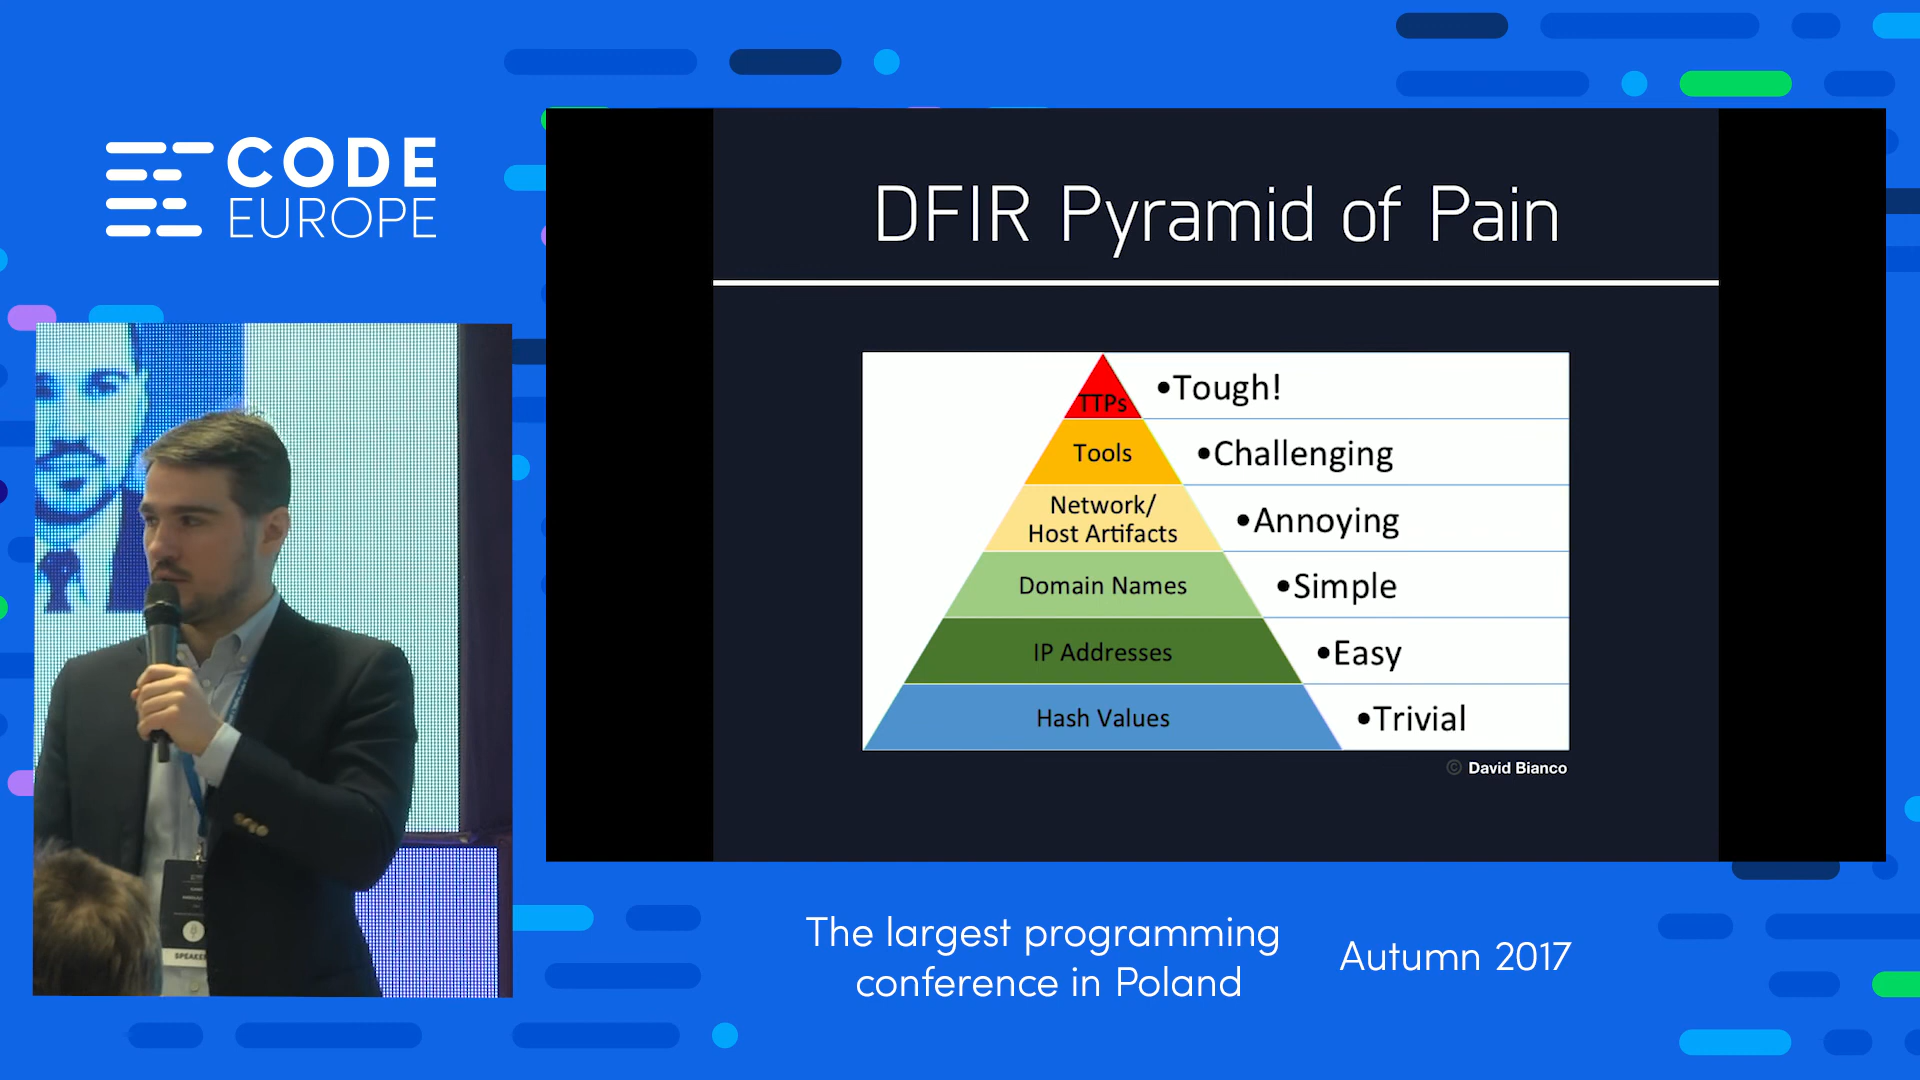 CODE
EUROPE
DFIR Pyramid of Pain
TTPs
•Tough!
Tools
•Challenging
Network/
Host Artifacts
•Annoying
Domain Names
•Simple
IP Addresses
•Easy
Hash Values
•Trivial
© David Bianco
SPEAKER
The largest programming
conference in Poland
Autumn 2017